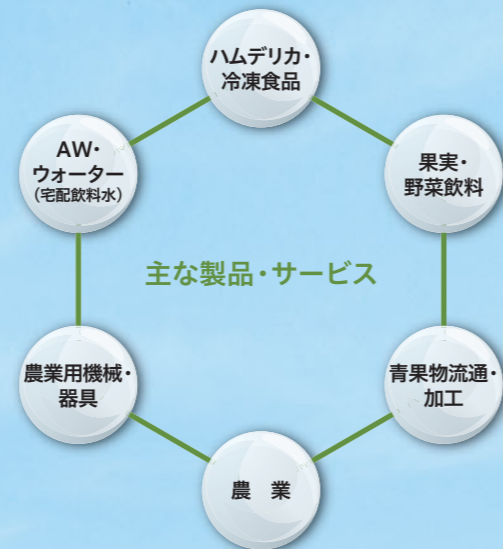 ハムデリカ・
冷凍食品
AW・
ウォーター
（宅配飲料水）
果実・
野菜飲料
主な製品・サービス
農業用機械・
器具
青果物流通・
加工
農　業